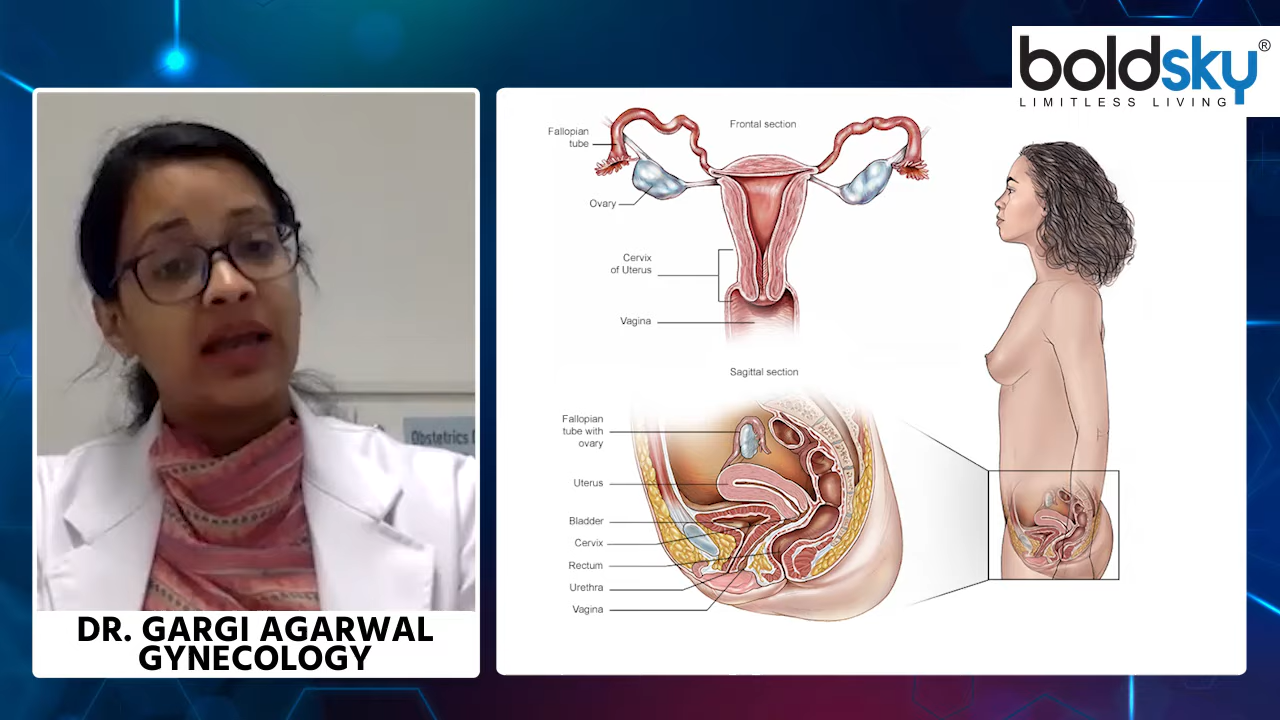 boldsky®
LIMITLESS LIVING
Frontal section
Fallopian
tube
Ovary
Cervix
of Uterus
Vagina
Sagittal section
Fallopian
tube with
ovary
Uterus
Bladder
Cervix
Rectum
Urethra
Vagina
Obstetrics
DR. GARGI AGARWAL
GYNECOLOGY